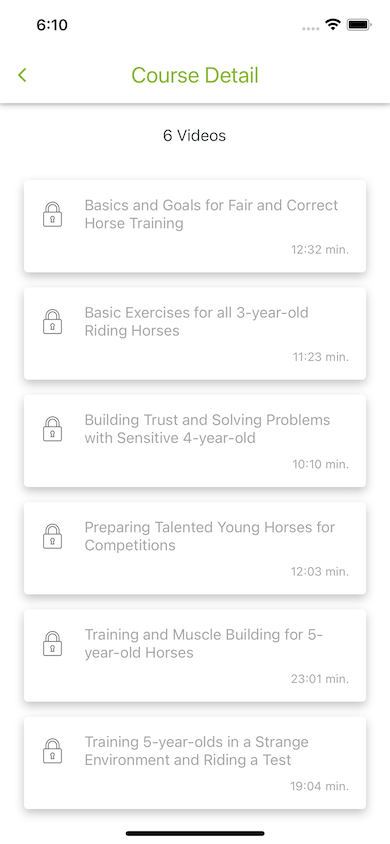 6:10
Course Detail
6 Videos
Basics and Goals for Fair and Correct
Horse Training
12:32 min.
Basic Exercises for all 3-year-old
Riding Horses
11:23 min.
Building Trust and Solving Problems
with Sensitive 4-year-old
10:10 min.
Preparing Talented Young Horses for
Competitions
12:03 min.
Training and Muscle Building for 5-
year-old Horses
23:01 min.
Training 5-year-olds in a Strange
Environment and Riding a Test
19:04 min.